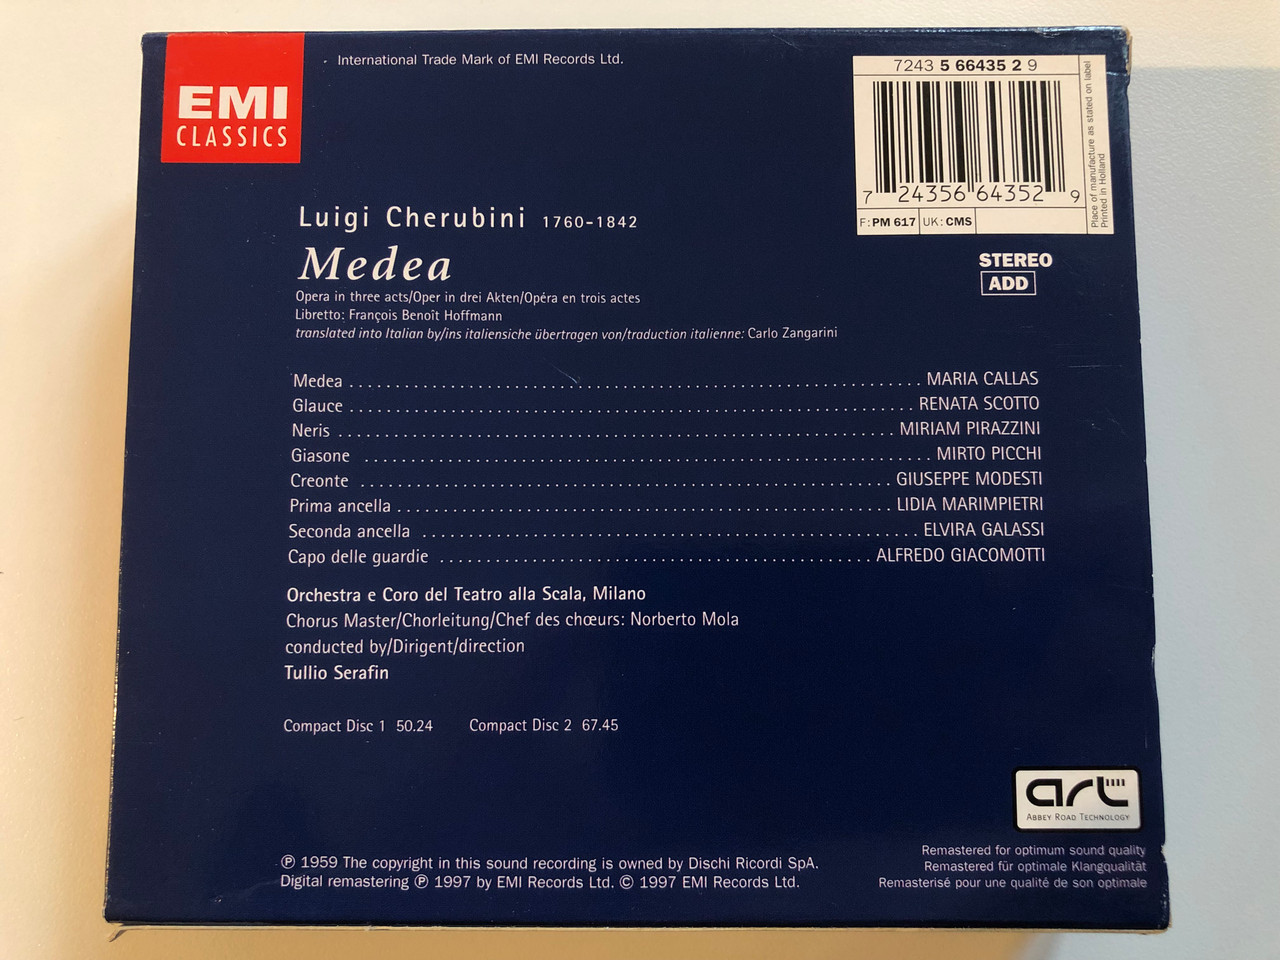 International Trade Mark of EMI Records Ltd.
EMI
CLASSICS
7243 5 66435 2 9
7 24356 64352 9
F: PM 617 UK: CMS
Place of manufacture as stated on label
Printed in Holland
STEREO
ADD
Luigi Cherubini 1760-1842
Medea
Opera in three acts/Oper in drei Akten/Opéra en trois actes
Libretto: François Benoît Hoffmann
translated into Italian by/ins italiensiche übertragen von/traduction italienne: Carlo Zangarini
Medea ........ MARIA CALLAS
Glauce ........ RENATA SCOTTO
Neris ........ MIRIAM PIRAZZINI
Giasone ........ MIRTO PICCHI
Creonte ........ GIUSEPPE MODESTI
Prima ancella ........ LIDIA MARIMPIETRI
Seconda ancella ........ ELVIRA GALASSI
Capo delle guardie ........ ALFREDO GIACOMOTTI
Orchestra e Coro del Teatro alla Scala, Milano
Chorus Master/Chorleitung/Chef des chœurs: Norberto Mola
conducted by/Dirigent/direction
Tullio Serafin
Compact Disc 1 50.24 Compact Disc 2 67.45
art
ABBEY ROAD TECHNOLOGY
Remastered for optimum sound quality
Remastered für optimale Klangqualität
Remasterisé pour une qualité de son optimale
℗ 1959 The copyright in this sound recording is owned by Dischi Ricordi SpA.
Digital remastering ℗ 1997 by EMI Records Ltd. © 1997 EMI Records Ltd.